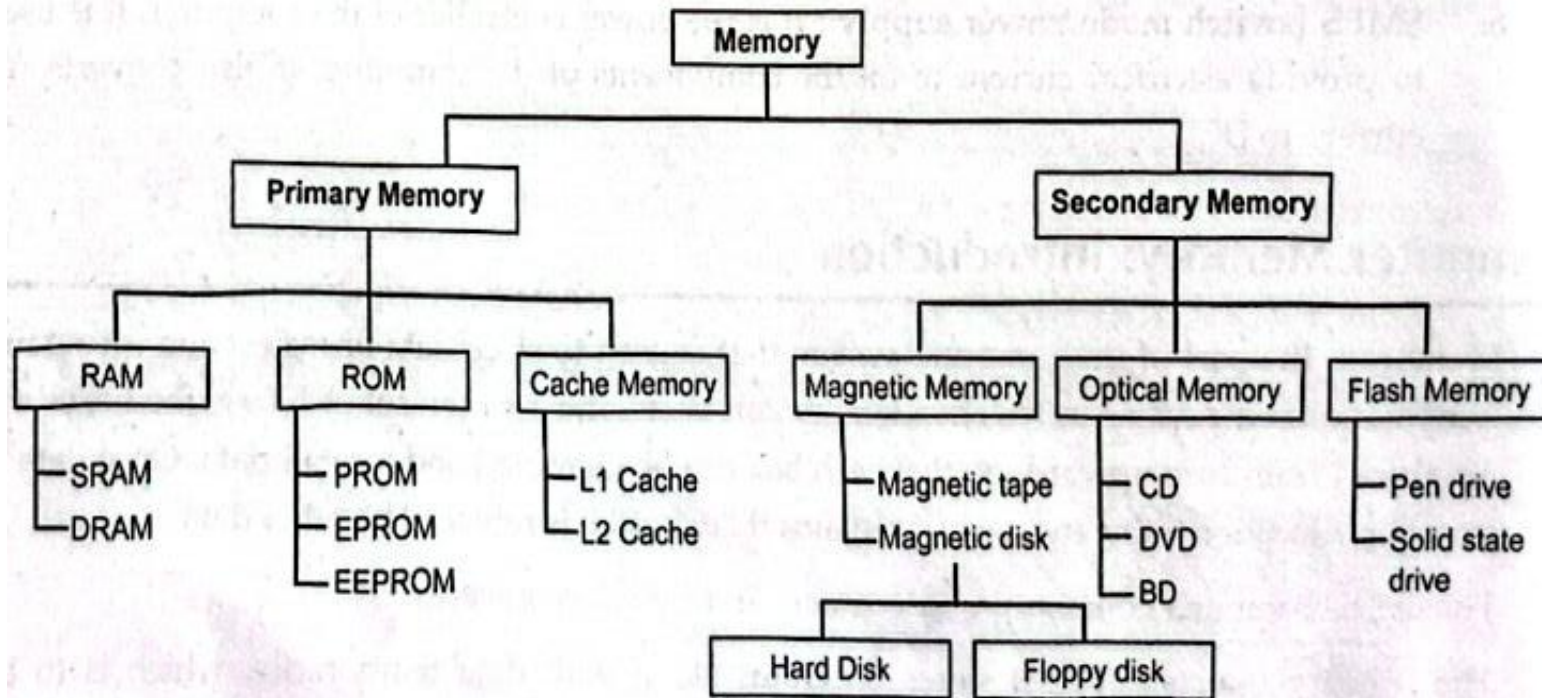 Memory
Primary Memory
Secondary Memory
RAM
ROM
Cache Memory
Magnetic Memory
Optical Memory
Flash Memory
SRAM
DRAM
PROM
EPROM
EEPROM
L1 Cache
L2 Cache
Magnetic tape
Magnetic disk
Hard Disk
Floppy disk
CD
DVD
BD
Pen drive
Solid state
drive